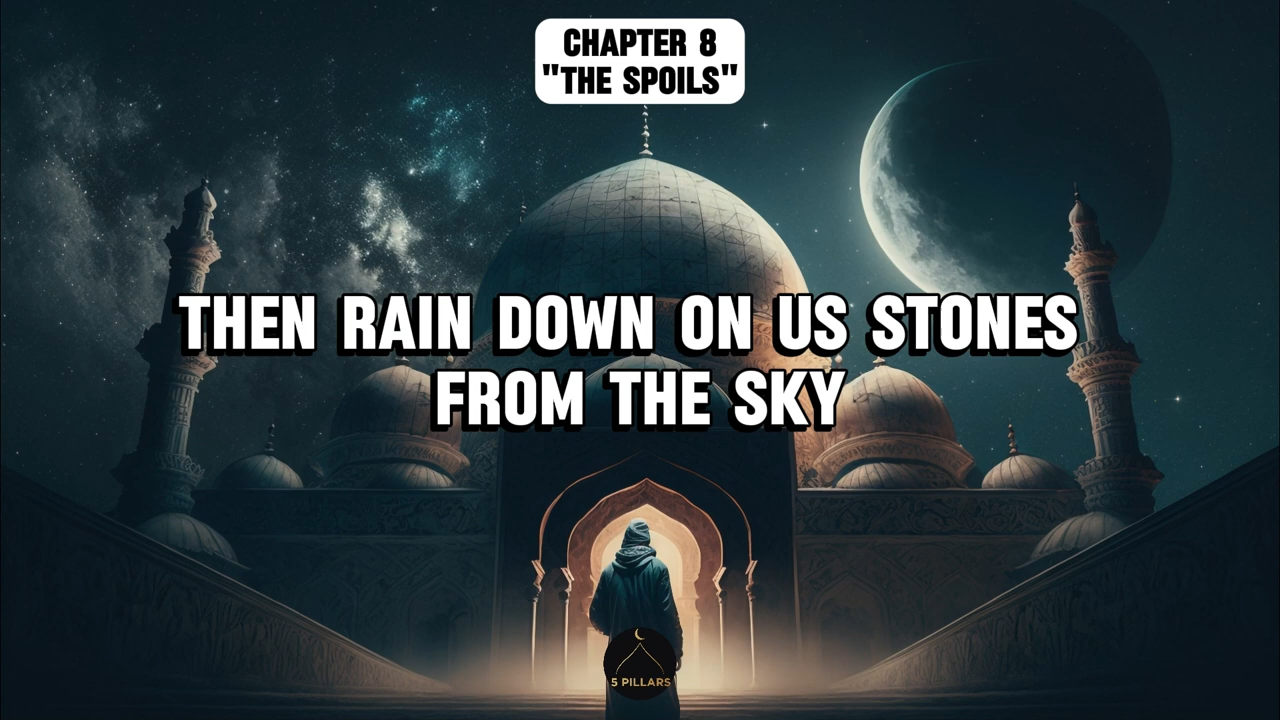 CHAPTER 8
"THE SPOILS"
THEN RAIN DOWN ON US STONES
FROM THE SKY
5 PILLARS